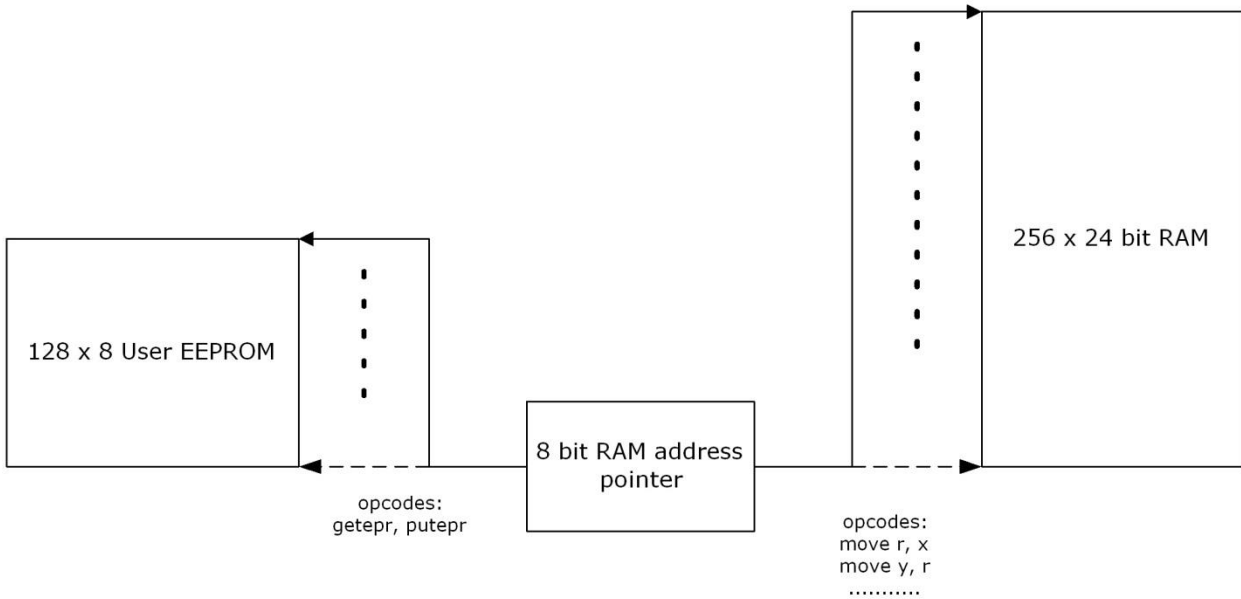 128 x 8 User EEPROM
opcodes:
getepr, putepr
8 bit RAM address
pointer
256 x 24 bit RAM
opcodes:
move r, x
move y, r
...........